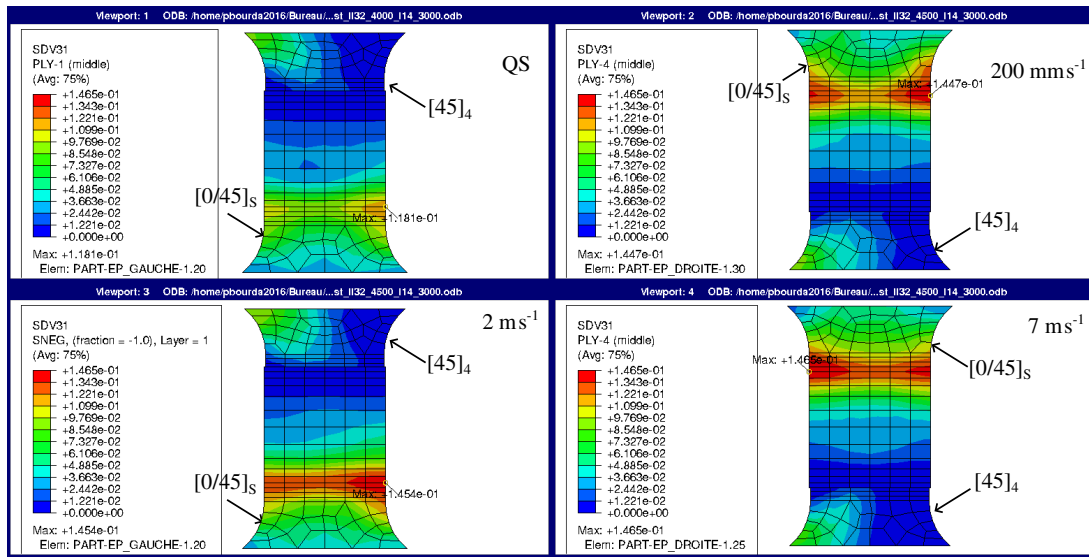 Viewport: 1 ODB: /home/pbourda2016/Bureau/...st_II32_4000_I14_3000.odb
SDV31
PLY-1 (middle)
(Avg: 75%)
+1.465e-01
+1.343e-01
+1.221e-01
+1.099e-01
+9.769e-02
+8.548e-02
+7.327e-02
+6.106e-02
+4.885e-02
+3.663e-02
+2.442e-02
+1.221e-02
+0.000e+00
Max: +1.181e-01
Elem: PART-EP_GAUCHE-1.20
QS
[45]4
[0/45]S
Max: +1.181e-01
Viewport: 2 ODB: /home/pbourda2016/Bureau/...st_II32_4500_I14_3000.odb
SDV31
PLY-4 (middle)
(Avg: 75%)
+1.465e-01
+1.343e-01
+1.221e-01
+1.099e-01
+9.769e-02
+8.548e-02
+7.327e-02
+6.106e-02
+4.885e-02
+3.663e-02
+2.442e-02
+1.221e-02
+0.000e+00
Max: +1.447e-01
Elem: PART-EP_DROITE-1.30
200 mms-1
[0/45]S
Max: +1.447e-01
[45]4
Viewport: 3 ODB: /home/pbourda2016/Bureau/...st_II32_4500_I14_3000.odb
SDV31
SNEG, (fraction = -1.0), Layer = 1
(Avg: 75%)
+1.465e-01
+1.343e-01
+1.221e-01
+1.099e-01
+9.769e-02
+8.548e-02
+7.327e-02
+6.106e-02
+4.885e-02
+3.663e-02
+2.442e-02
+1.221e-02
+0.000e+00
Max: +1.454e-01
Elem: PART-EP_GAUCHE-1.20
2 ms-1
[45]4
[0/45]S
Max: +1.454e-01
Viewport: 4 ODB: /home/pbourda2016/Bureau/...st_II32_4500_I14_3000.odb
SDV31
PLY-4 (middle)
(Avg: 75%)
+1.465e-01
+1.343e-01
+1.221e-01
+1.099e-01
+9.769e-02
+8.548e-02
+7.327e-02
+6.106e-02
+4.885e-02
+3.663e-02
+2.442e-02
+1.221e-02
+0.000e+00
Max: +1.465e-01
Elem: PART-EP_DROITE-1.25
7 ms-1
[0/45]S
Max: +1.465e-01
[45]4